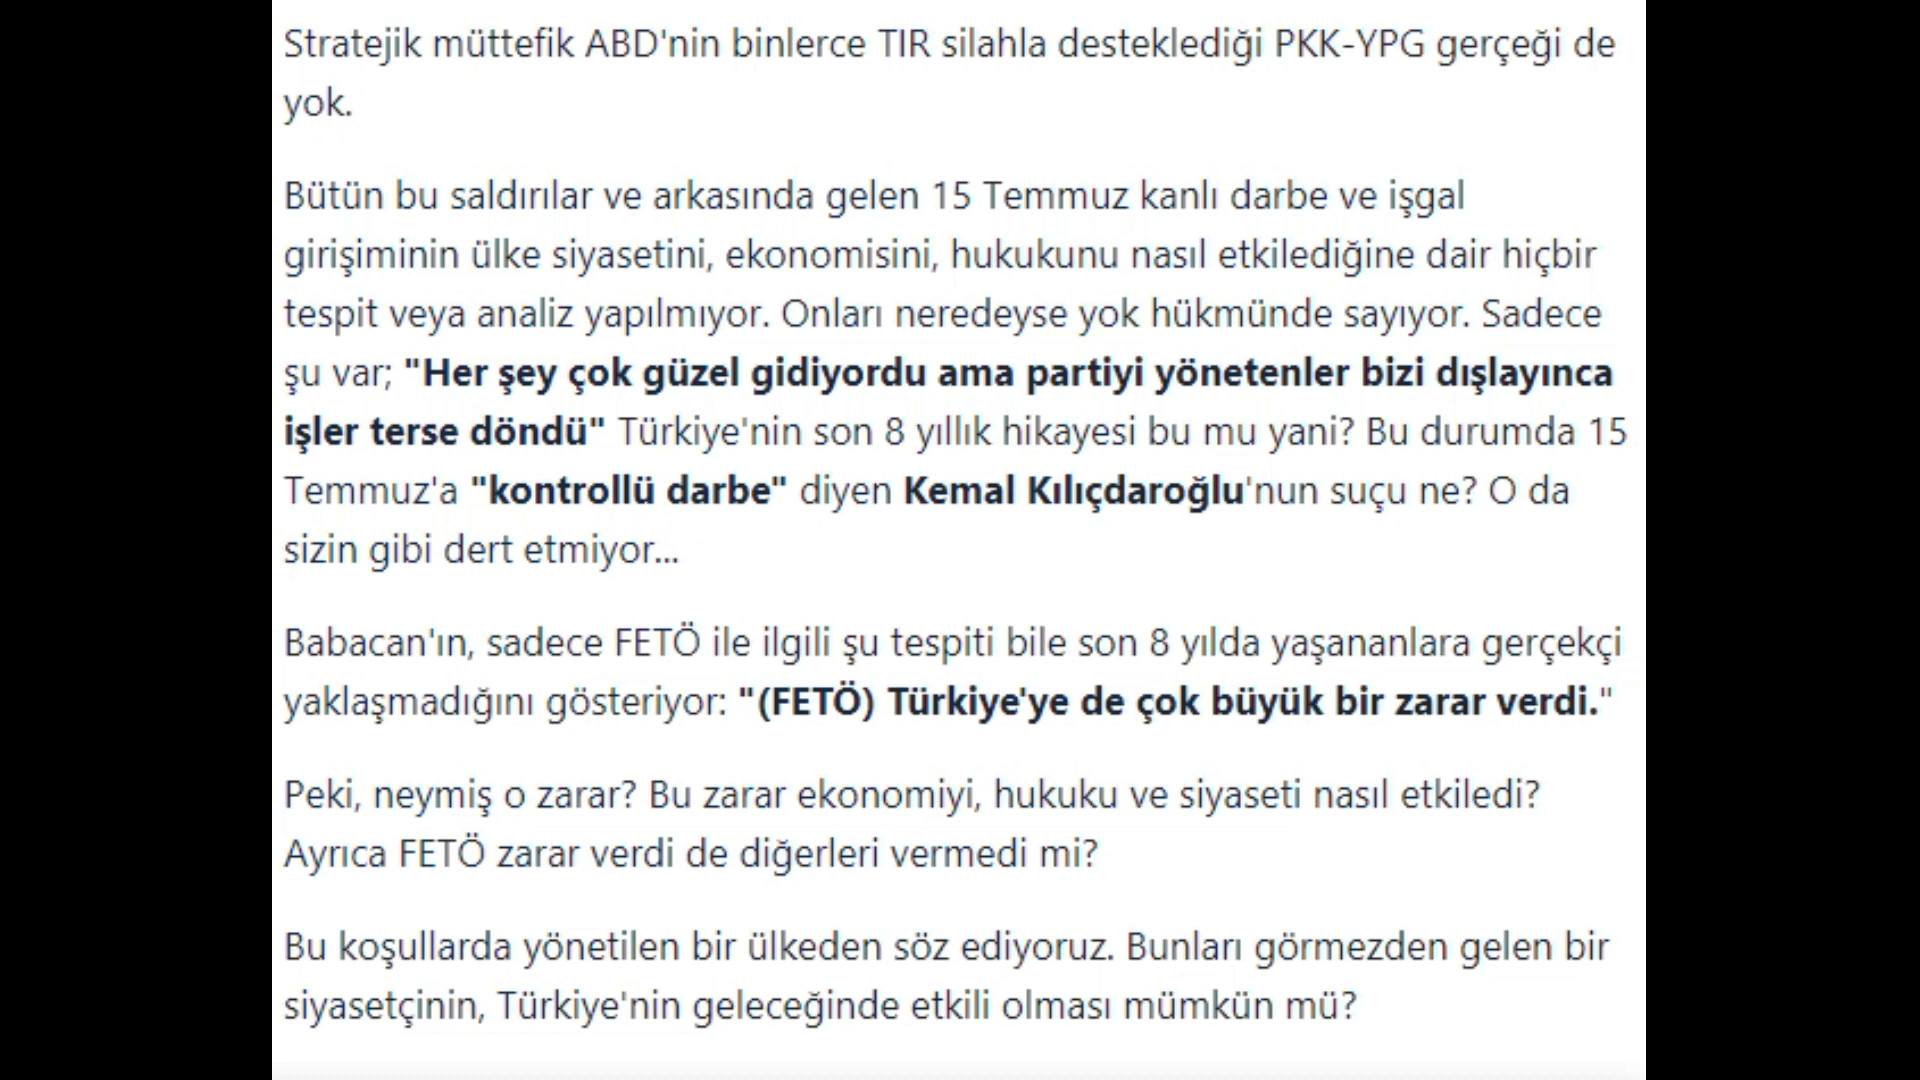 Stratejik müttefik ABD'nin binlerce TIR silahla desteklediği PKK-YPG gerçeği de
yok.
Bütün bu saldırılar ve arkasında gelen 15 Temmuz kanlı darbe ve işgal
girişiminin ülke siyasetini, ekonomisini, hukukunu nasıl etkilediğine dair hiçbir
tespit veya analiz yapılmıyor. Onları neredeyse yok hükmünde sayıyor. Sadece
şu var; "Her şey çok güzel gidiyordu ama partiyi yönetenler bizi dışlayınca
işler terse döndü" Türkiye'nin son 8 yıllık hikayesi bu mu yani? Bu durumda 15
Temmuz'a "kontrollü darbe" diyen Kemal Kılıçdaroğlu'nun suçu ne? O da
sizin gibi dert etmiyor...
Babacan'ın, sadece FETÖ ile ilgili şu tespiti bile son 8 yılda yaşananlara gerçekçi
yaklaşmadığını gösteriyor: "(FETÖ) Türkiye'ye de çok büyük bir zarar verdi."
Peki, neymiş o zarar? Bu zarar ekonomiyi, hukuku ve siyaseti nasıl etkiledi?
Ayrıca FETÖ zarar verdi de diğerleri vermedi mi?
Bu koşullarda yönetilen bir ülkeden söz ediyoruz. Bunları görmezden gelen bir
siyasetçinin, Türkiye'nin geleceğinde etkili olması mümkün mü?